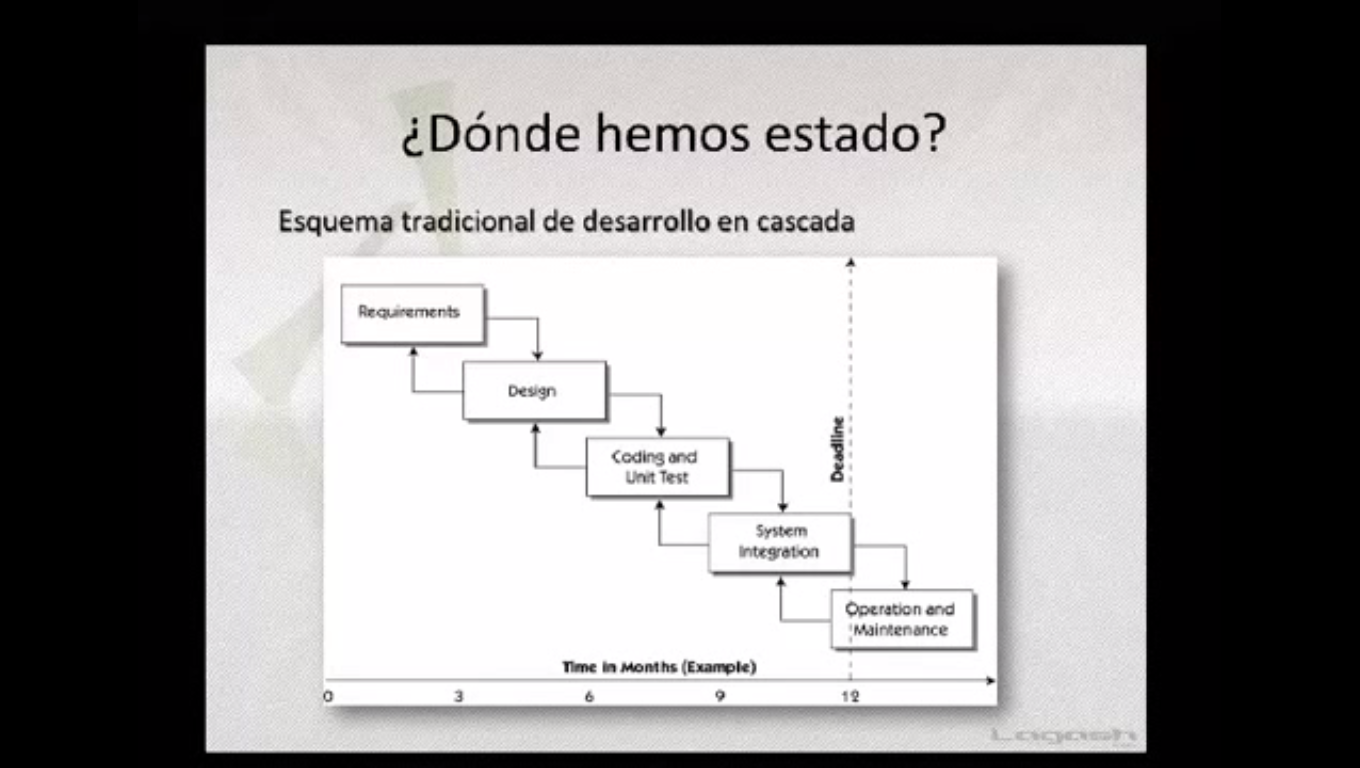 ¿Dónde hemos estado?
Esquema tradicional de desarrollo en cascada
Requirements
Design
Coding and
Unit Test
System
Integration
Operation and
Maintenance
Deadline
Time in Months (Example)
0 3 6 9 12
Lagash